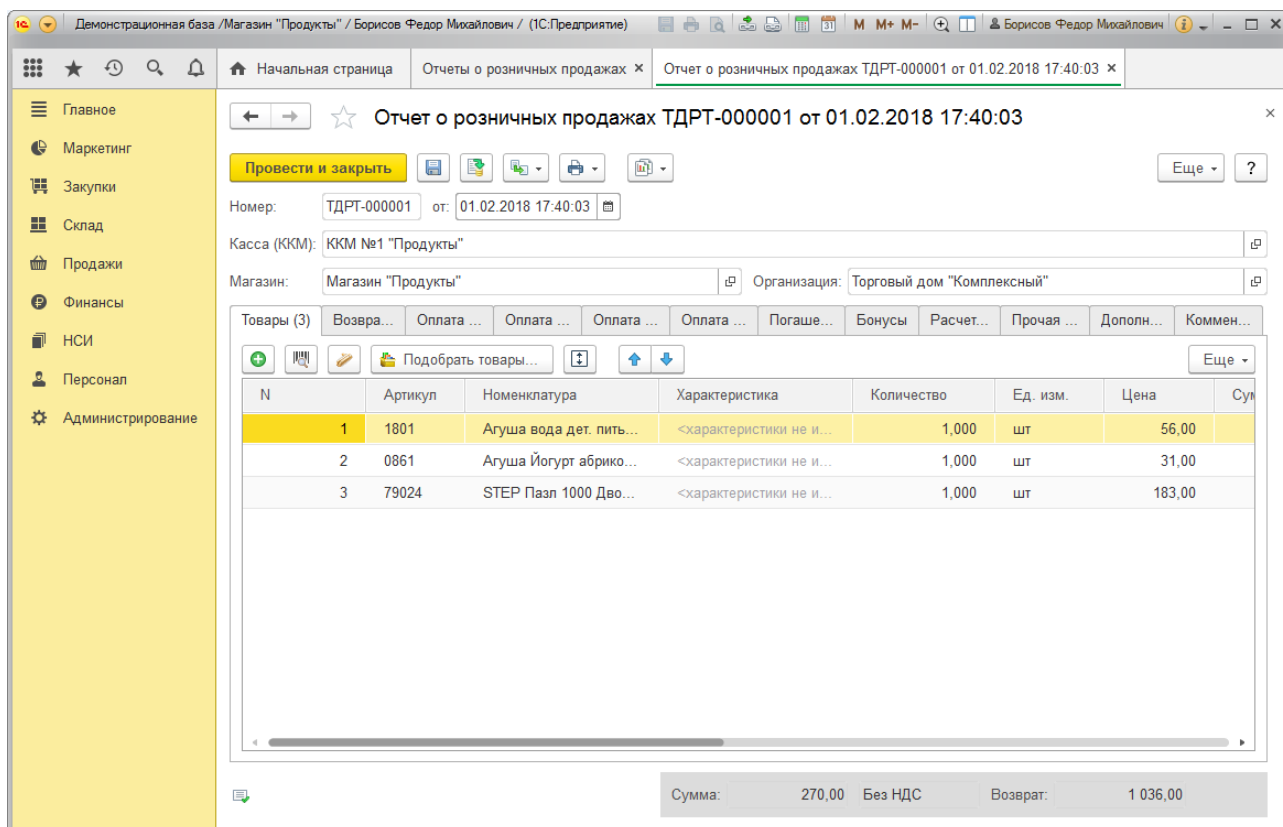 1С Демонстрационная база /Магазин "Продукты" / Борисов Федор Михайлович / (1С:Предприятие) 31 M M+ M- Борисов Федор Михайлович
Начальная страница Отчеты о розничных продажах × Отчет о розничных продажах ТДРТ-000001 от 01.02.2018 17:40:03 ×
Главное
Маркетинг
Закупки
Склад
Продажи
Финансы
НСИ
Персонал
Администрирование
Отчет о розничных продажах ТДРТ-000001 от 01.02.2018 17:40:03
Провести и закрыть Еще ?
Номер: ТДРТ-000001 от: 01.02.2018 17:40:03
Касса (ККМ): ККМ №1 "Продукты"
Магазин: Магазин "Продукты" Организация: Торговый дом "Комплексный"
Товары (3) Возвра... Оплата ... Оплата ... Оплата ... Оплата ... Погаше... Бонусы Расчет... Прочая ... Дополн... Коммен...
Подобрать товары... Еще
N Артикул Номенклатура Характеристика Количество Ед. изм. Цена Сум
1 1801 Агуша вода дет. пить... <характеристики не и... 1,000 шт 56,00
2 0861 Агуша Йогурт абрико... <характеристики не и... 1,000 шт 31,00
3 79024 STEP Пазл 1000 Дво... <характеристики не и... 1,000 шт 183,00
Сумма: 270,00 Без НДС Возврат: 1 036,00